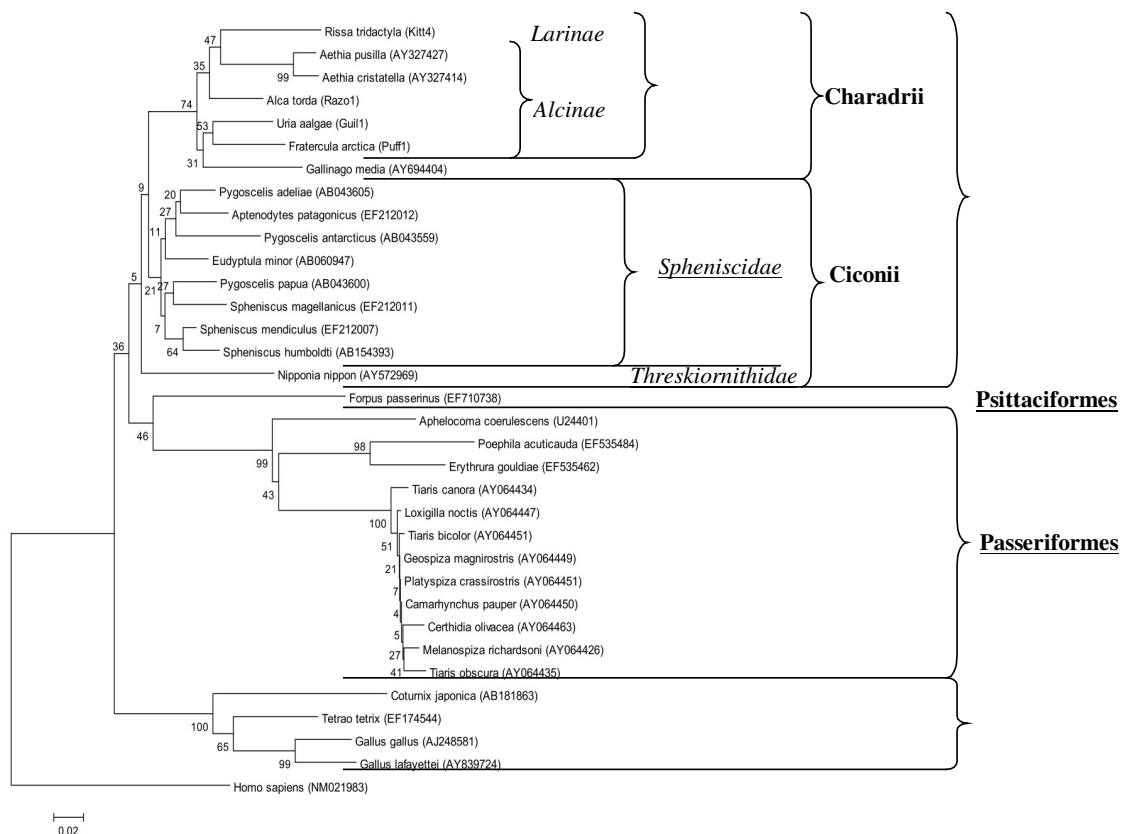 Rissa tridactyla (Kitt4)
47
Larinae
Aethia pusilla (AY327427)
35
99
Aethia cristatella (AY327414)
Alca torda (Razo1)
74
Alcinae
Charadrii
Uria aalgae (Guil1)
53
Fratercula arctica (Puff1)
31
Gallinago media (AY694404)
9
20
Pygoscelis adeliae (AB043605)
27
Aptenodytes patagonicus (EF212012)
11
Pygoscelis antarcticus (AB043559)
Eudyptula minor (AB060947)
Spheniscidae
Ciconii
5
21
27
Pygoscelis papua (AB043600)
Spheniscus magellanicus (EF212011)
7
Spheniscus mendiculus (EF212007)
64
Spheniscus humboldti (AB154393)
36
Nipponia nippon (AY572969)
Threskiornithidae
Forpus passerinus (EF710738)
Psittaciformes
46
Aphelocoma coerulescens (U24401)
98
Poephila acuticauda (EF535484)
99
Erythrura gouldiae (EF535462)
43
Tiaris canora (AY064434)
Loxigilla noctis (AY064447)
100
Tiaris bicolor (AY064451)
51
Passeriformes
Geospiza magnirostris (AY064449)
21
Platyspiza crassirostris (AY064451)
7
Camarhynchus pauper (AY064450)
4
Certhidia olivacea (AY064463)
5
Melanospiza richardsoni (AY064426)
27
Tiaris obscura (AY064435)
41
Coturnix japonica (AB181863)
100
Tetrao tetrix (EF174544)
65
Gallus gallus (AJ248581)
99
Gallus lafayettei (AY839724)
Homo sapiens (NM021983)
0.02